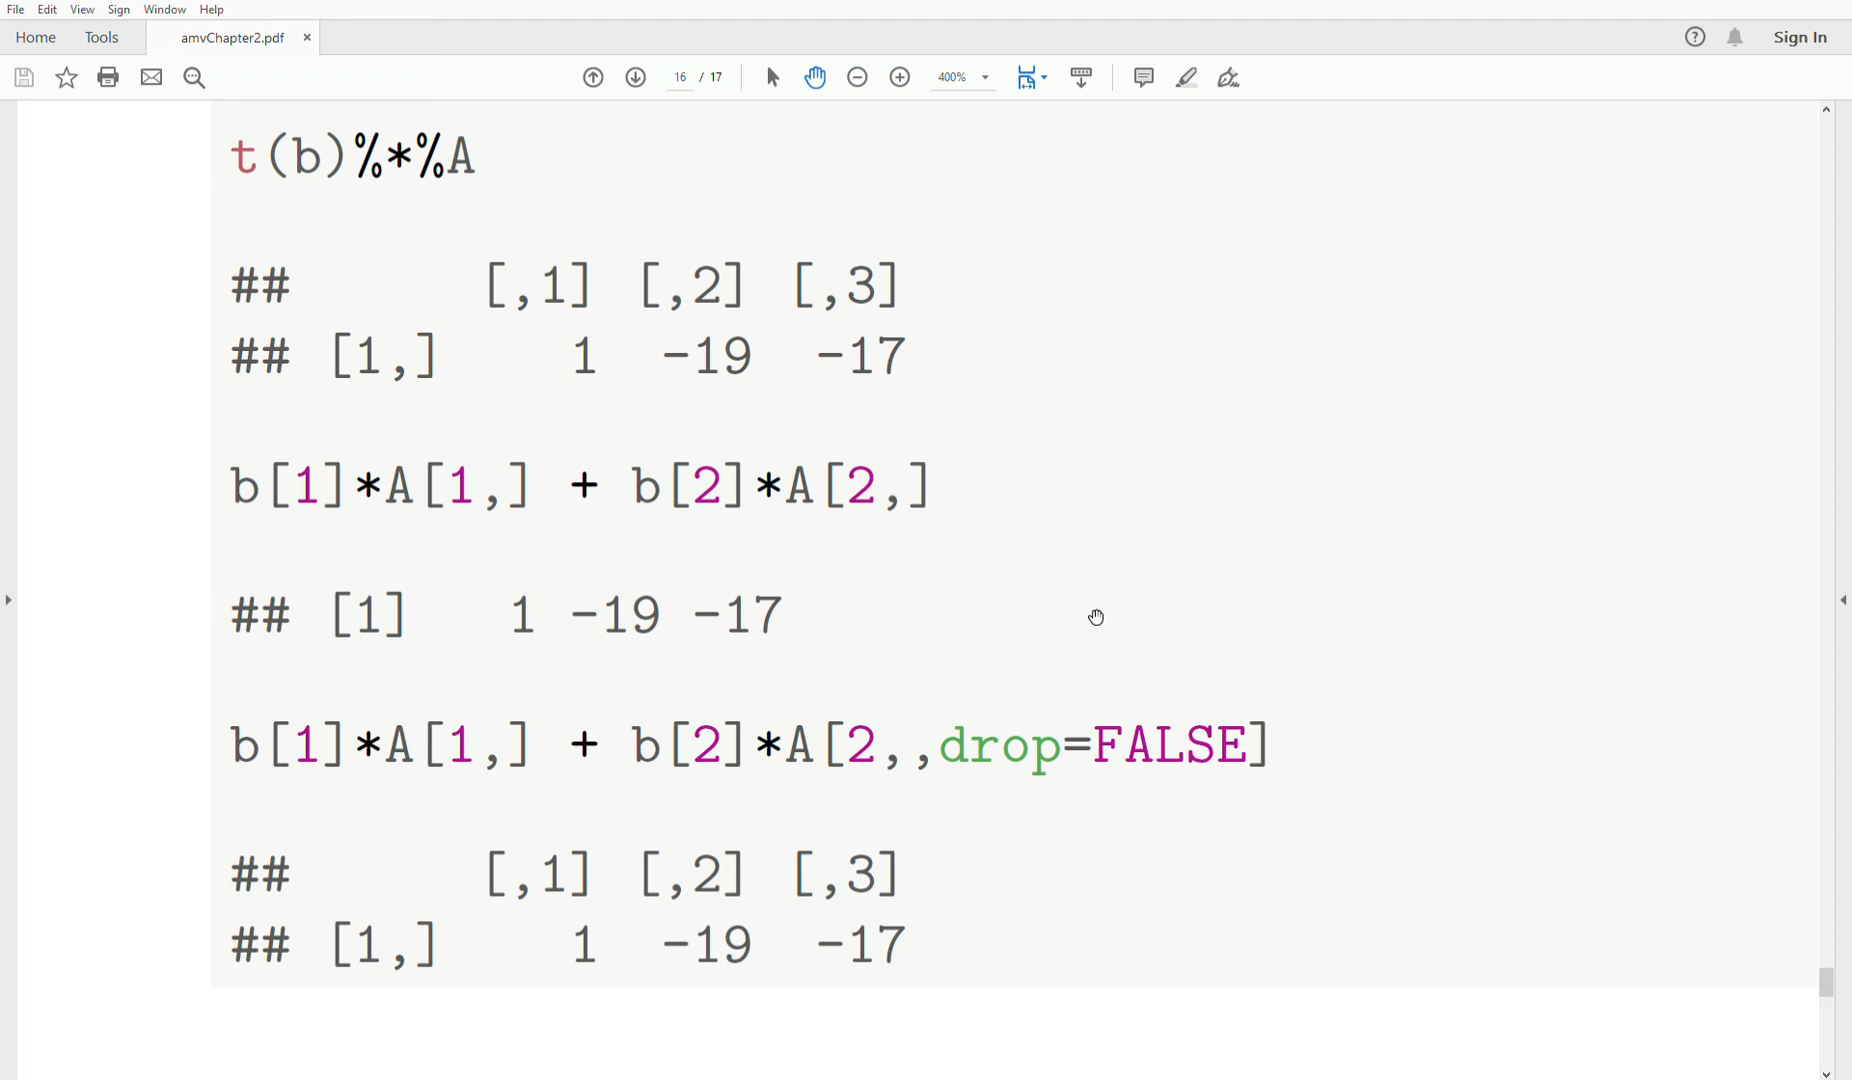 File Edit View Sign Window Help
Home Tools amvChapter2.pdf × Sign In
16 / 17 400%
t(b)%*%A
## [,1] [,2] [,3]
## [1,] 1 -19 -17
b[1]*A[1,] + b[2]*A[2,]
## [1] 1 -19 -17
b[1]*A[1,] + b[2]*A[2,,drop=FALSE]
## [,1] [,2] [,3]
## [1,] 1 -19 -17